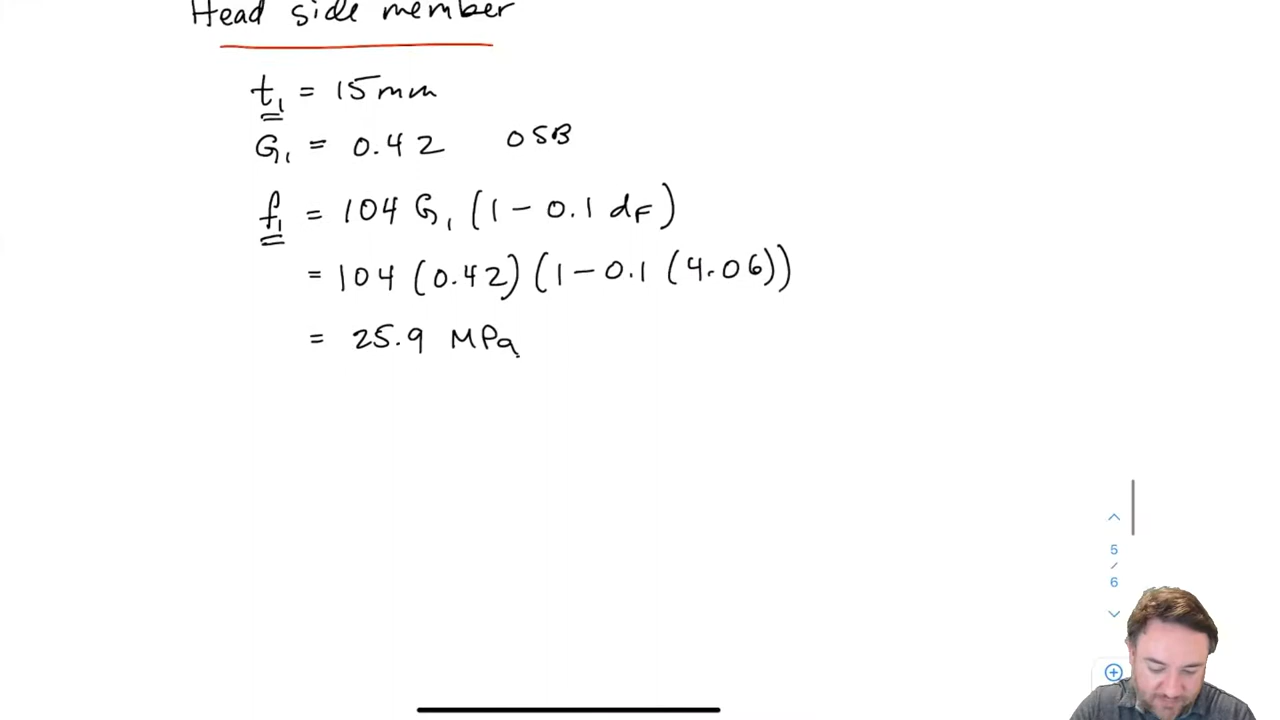 Head side member
t₁ = 15mm
G₁ = 0.42 OSB
f₁ = 104 G₁ (1 - 0.1 dF)
= 104 (0.42) (1 - 0.1 (4.06))
= 25.9 MPa
5
/
6